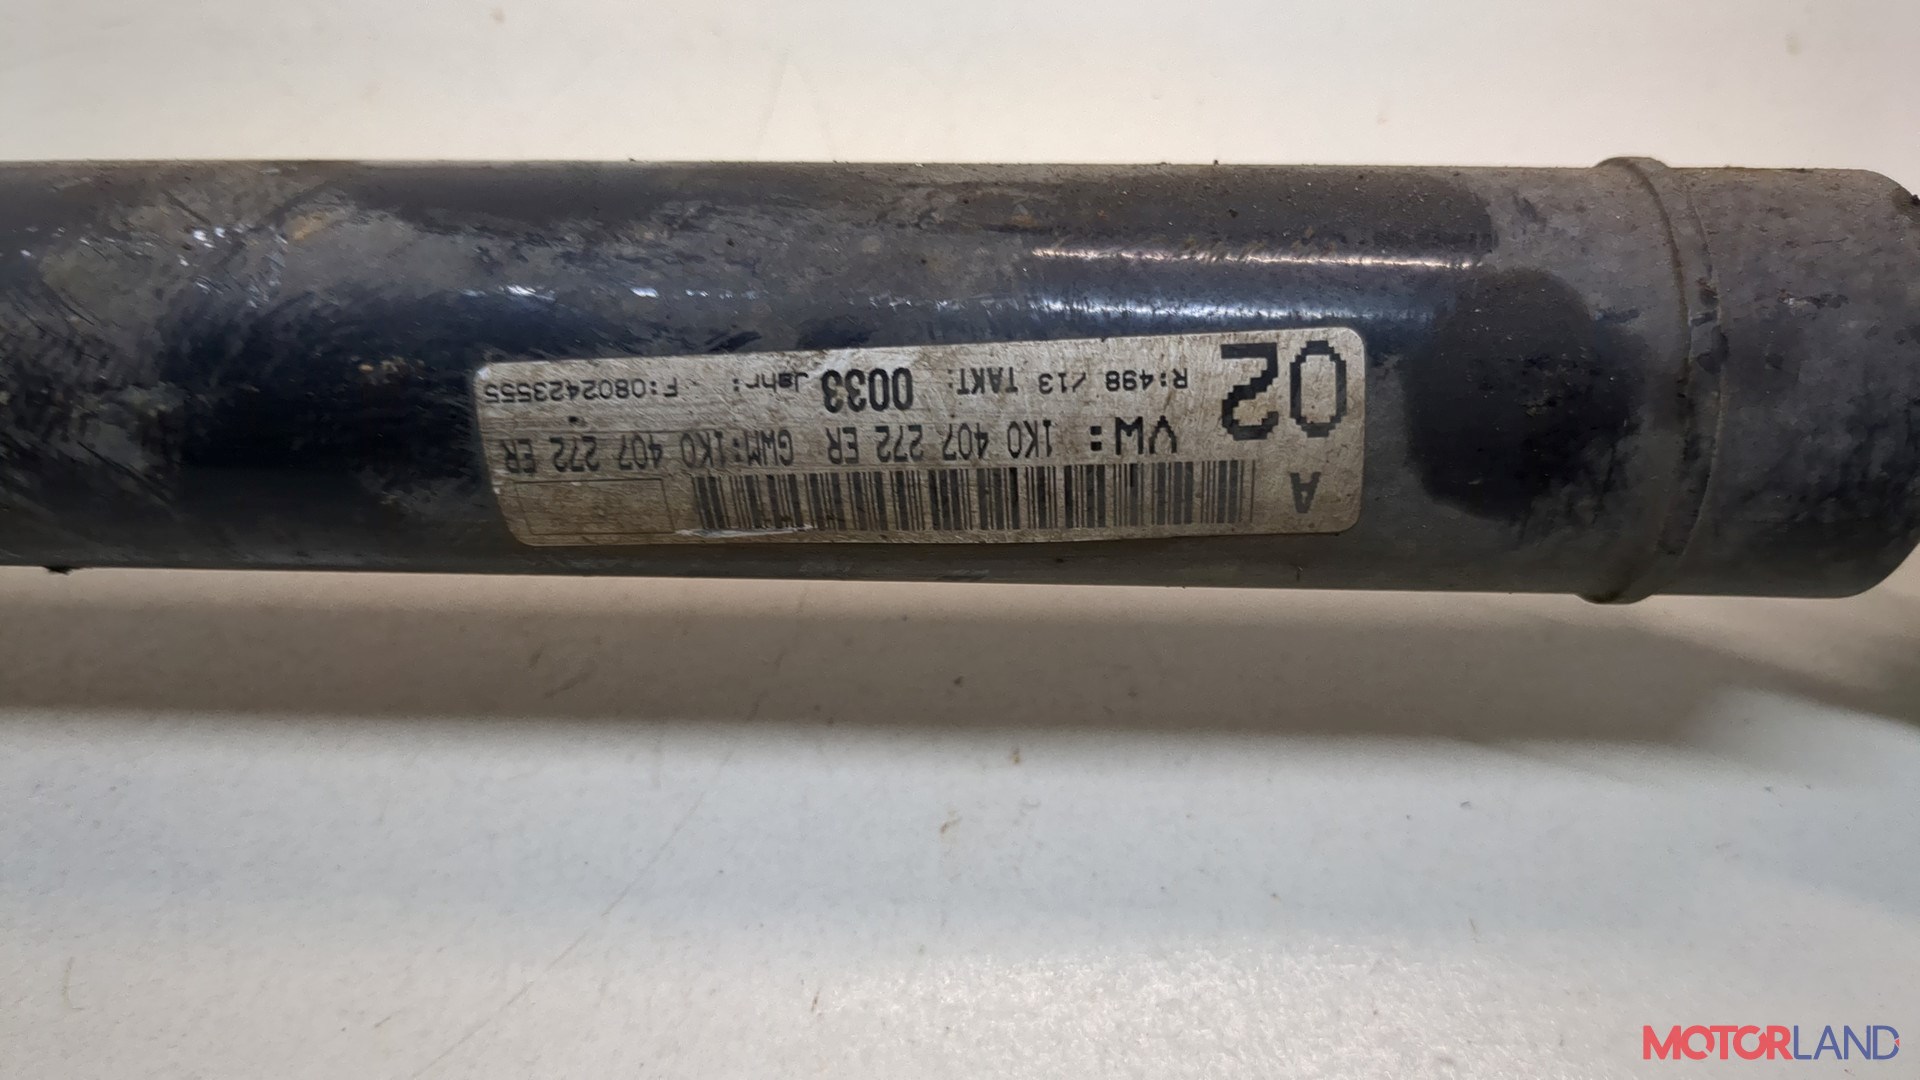 A
VW: 1K0 407 272 ER GWM:1K0 407 272 ER
02
R:498 /13 TAKT: 0033 Jahr: F:0802423555
MOTORLAND